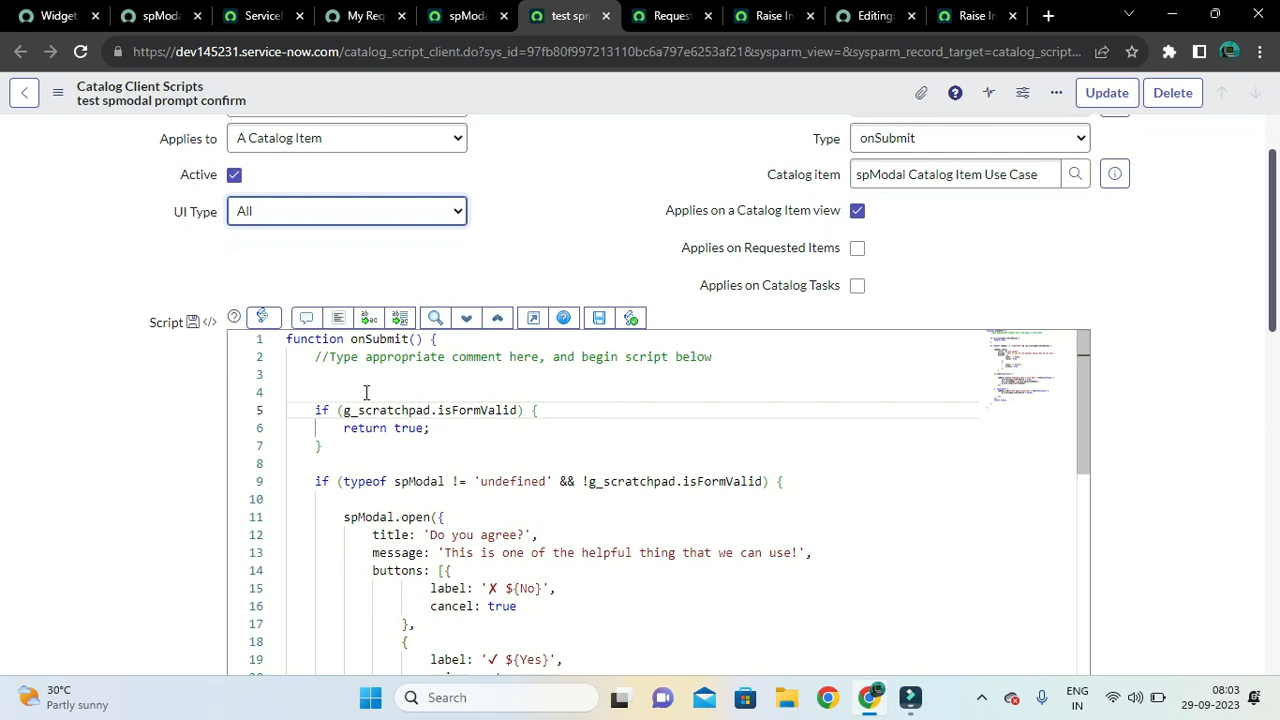 Widget
spMod
Servicel
My Req
spModa
test spm
Request
Raise In
Editing:
Raise In
https://dev145231.service-now.com/catalog_script_client.do?sys_id=97fb80f997213110bc6a797e6253af21&sysparm_view=&sysparm_record_target=catalog_script...
Catalog Client Scripts
test spmodal prompt confirm
Update
Delete
Applies to
A Catalog Item
Type
onSubmit
Active
Catalog item
spModal Catalog Item Use Case
UI Type
All
Applies on a Catalog Item view
Applies on Requested Items
Applies on Catalog Tasks
Script
1 function onSubmit() {
2 //Type appropriate comment here, and begin script below
3
4
5 if (g_scratchpad.isFormValid) {
6 return true;
7 }
8
9 if (typeof spModal != 'undefined' && !g_scratchpad.isFormValid) {
10
11 spModal.open({
12 title: 'Do you agree?',
13 message: 'This is one of the helpful thing that we can use!',
14 buttons: [{
15 label: '✗ ${No}',
16 cancel: true
17 },
18 {
19 label: '✓ ${Yes}',
30°C
Partly sunny
Search
ENG
IN
08:03
29-09-2023